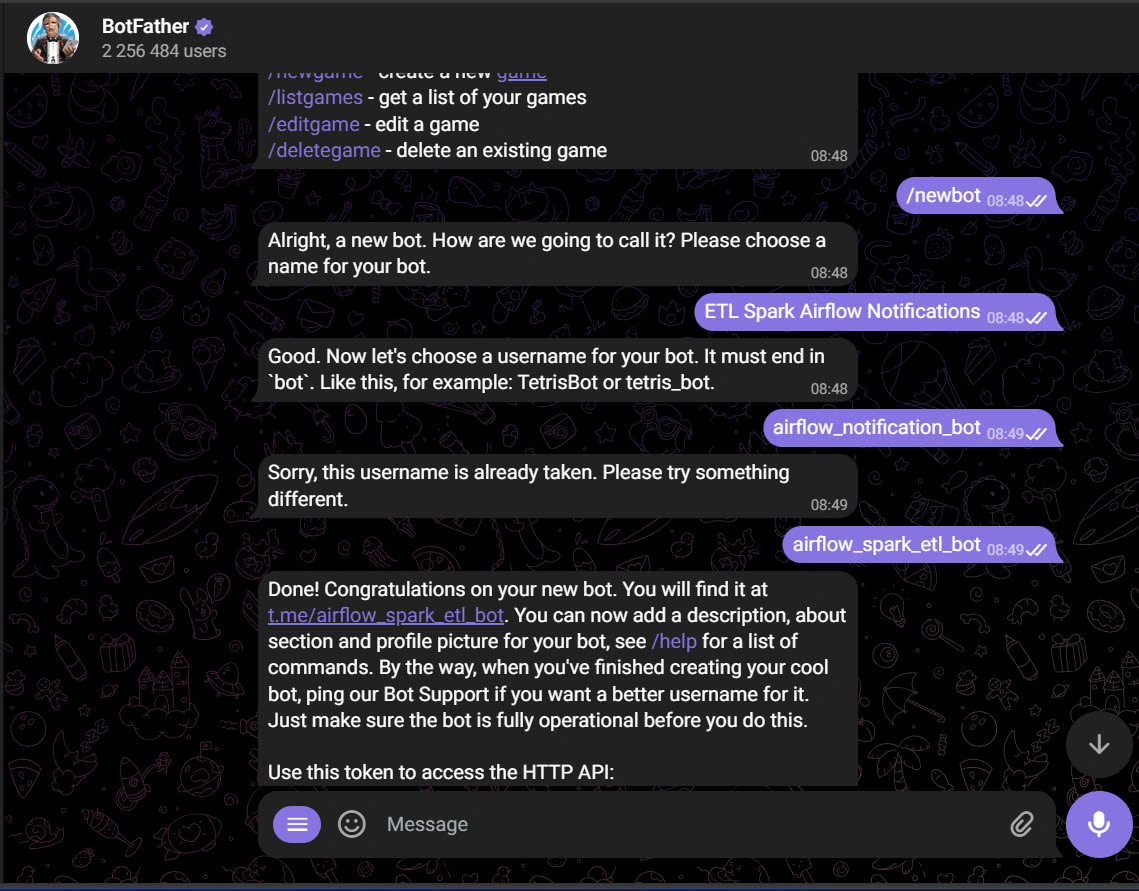 BotFather
2 256 484 users
/newgame - create a new game
/listgames - get a list of your games
/editgame - edit a game
/deletegame - delete an existing game
08:48
/newbot 08:48
Alright, a new bot. How are we going to call it? Please choose a
name for your bot.
08:48
ETL Spark Airflow Notifications 08:48
Good. Now let's choose a username for your bot. It must end in
`bot`. Like this, for example: TetrisBot or tetris_bot.
08:48
airflow_notification_bot 08:49
Sorry, this username is already taken. Please try something
different.
08:49
airflow_spark_etl_bot 08:49
Done! Congratulations on your new bot. You will find it at
t.me/airflow_spark_etl_bot. You can now add a description, about
section and profile picture for your bot, see /help for a list of
commands. By the way, when you've finished creating your cool
bot, ping our Bot Support if you want a better username for it.
Just make sure the bot is fully operational before you do this.
Use this token to access the HTTP API:
Message